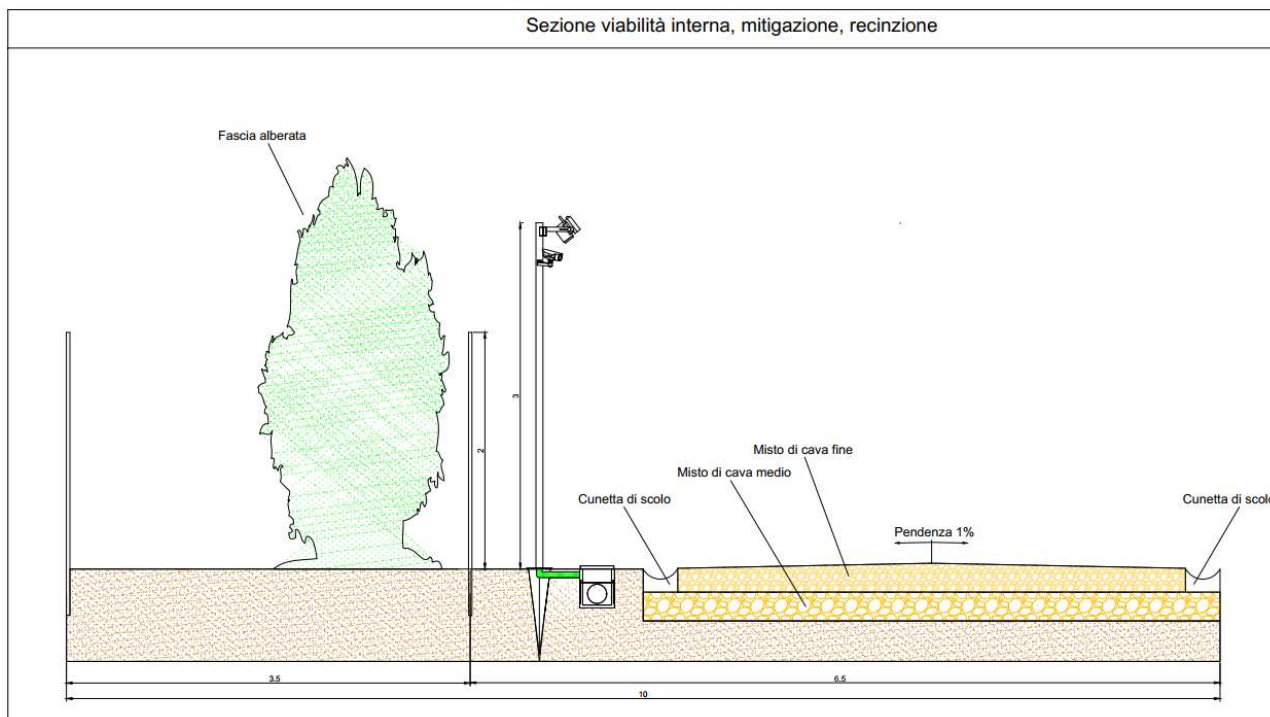 Sezione viabilità interna, mitigazione, recinzione
Fascia alberata
3
2
Misto di cava fine
Misto di cava medio
Cunetta di scolo
Cunetta di scolo
Pendenza 1%
3.5
6.5
10